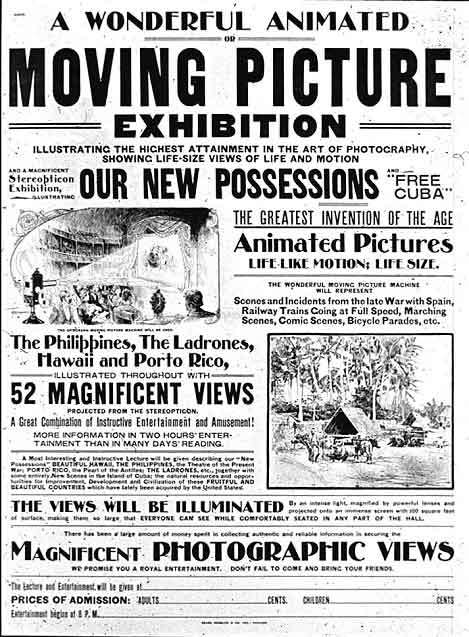 A WONDERFUL ANIMATED
OR
MOVING PICTURE
EXHIBITION
ILLUSTRATING THE HIGHEST ATTAINMENT IN THE ART OF PHOTOGRAPHY,
SHOWING LIFE-SIZE VIEWS OF LIFE AND MOTION
AND A MAGNIFICENT
Stereopticon
Exhibition,
ILLUSTRATING
OUR NEW POSSESSIONS
AND
"FREE
CUBA"
THE GREATEST INVENTION OF THE AGE
Animated Pictures
LIFE-LIKE MOTION; LIFE SIZE.
THE WONDERFUL MOVING PICTURE MACHINE
WILL REPRESENT
Scenes and Incidents from the late War with Spain,
Railway Trains Going at Full Speed, Marching
Scenes, Comic Scenes, Bicycle Parades, etc.
MOVING PICTURE MACHINE WILL BE USED.
The Philippines, The Ladrones,
Hawaii and Porto Rico,
ILLUSTRATED THROUGHOUT WITH
52 MAGNIFICENT VIEWS
PROJECTED FROM THE STEREOPTICON.
A Great Combination of Instructive Entertainment and Amusement!
MORE INFORMATION IN TWO HOURS' ENTER-
TAINMENT THAN IN MANY DAYS' READING.
A Most Interesting and Instructive Lecture will be given describing our "New
Possessions" BEAUTIFUL HAWAII, THE PHILIPPINES, the Theatre of the Present
War; PORTO RICO, the Pearl of the Antilles; THE LADRONES, etc., together with
some entirely New Scenes in the Island of Cuba; the natural resources and oppor-
tunities for Improvement, Development and Civilization of these FRUITFUL AND
BEAUTIFUL COUNTRIES which have lately been acquired by the United States.
THE VIEWS WILL BE ILLUMINATED
By an intense light, magnified by powerful lenses and
projected onto an immense screen with 400 square feet
of surface, making them so large that EVERYONE CAN SEE WHILE COMFORTABLY SEATED IN ANY PART OF THE HALL.
There has been a large amount of money spent in collecting authentic and reliable information in securing the
MAGNIFICENT PHOTOGRAPHIC VIEWS
WE PROMISE YOU A ROYAL ENTERTAINMENT. DON'T FAIL TO COME AND BRING YOUR FRIENDS.
The Lecture and Entertainment will be given at
PRICES OF ADMISSION: ADULTS CENTS. CHILDREN CENTS
Entertainment begins at 8 P. M.